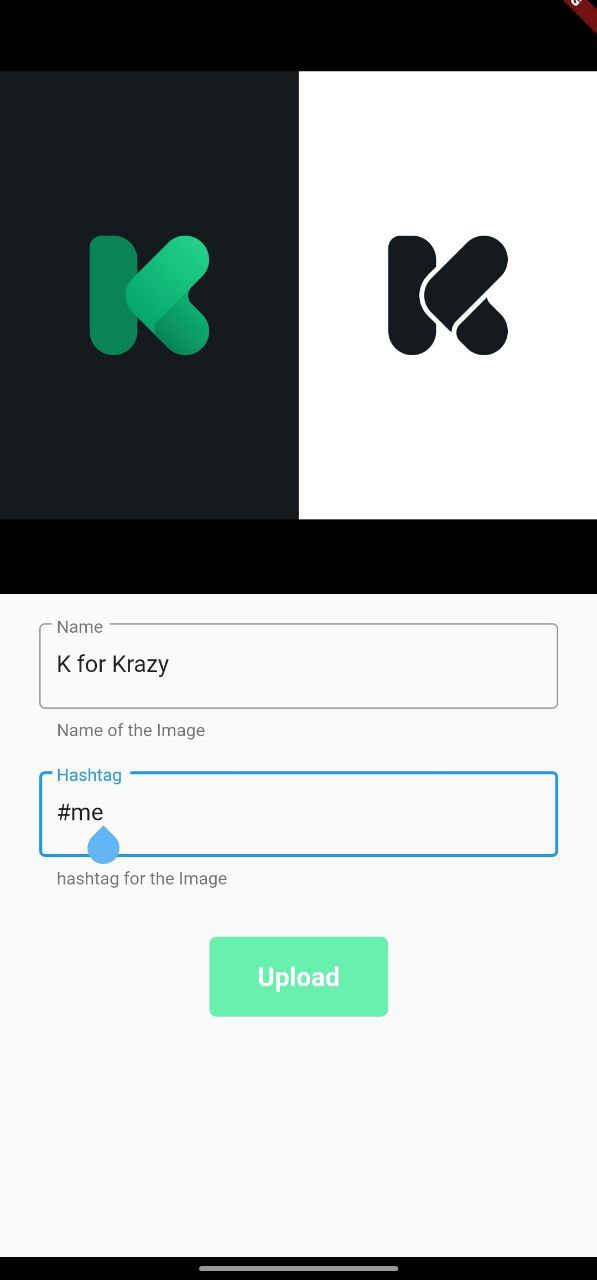 K
K
Name
K for Krazy
Name of the Image
Hashtag
#me
hashtag for the Image
Upload